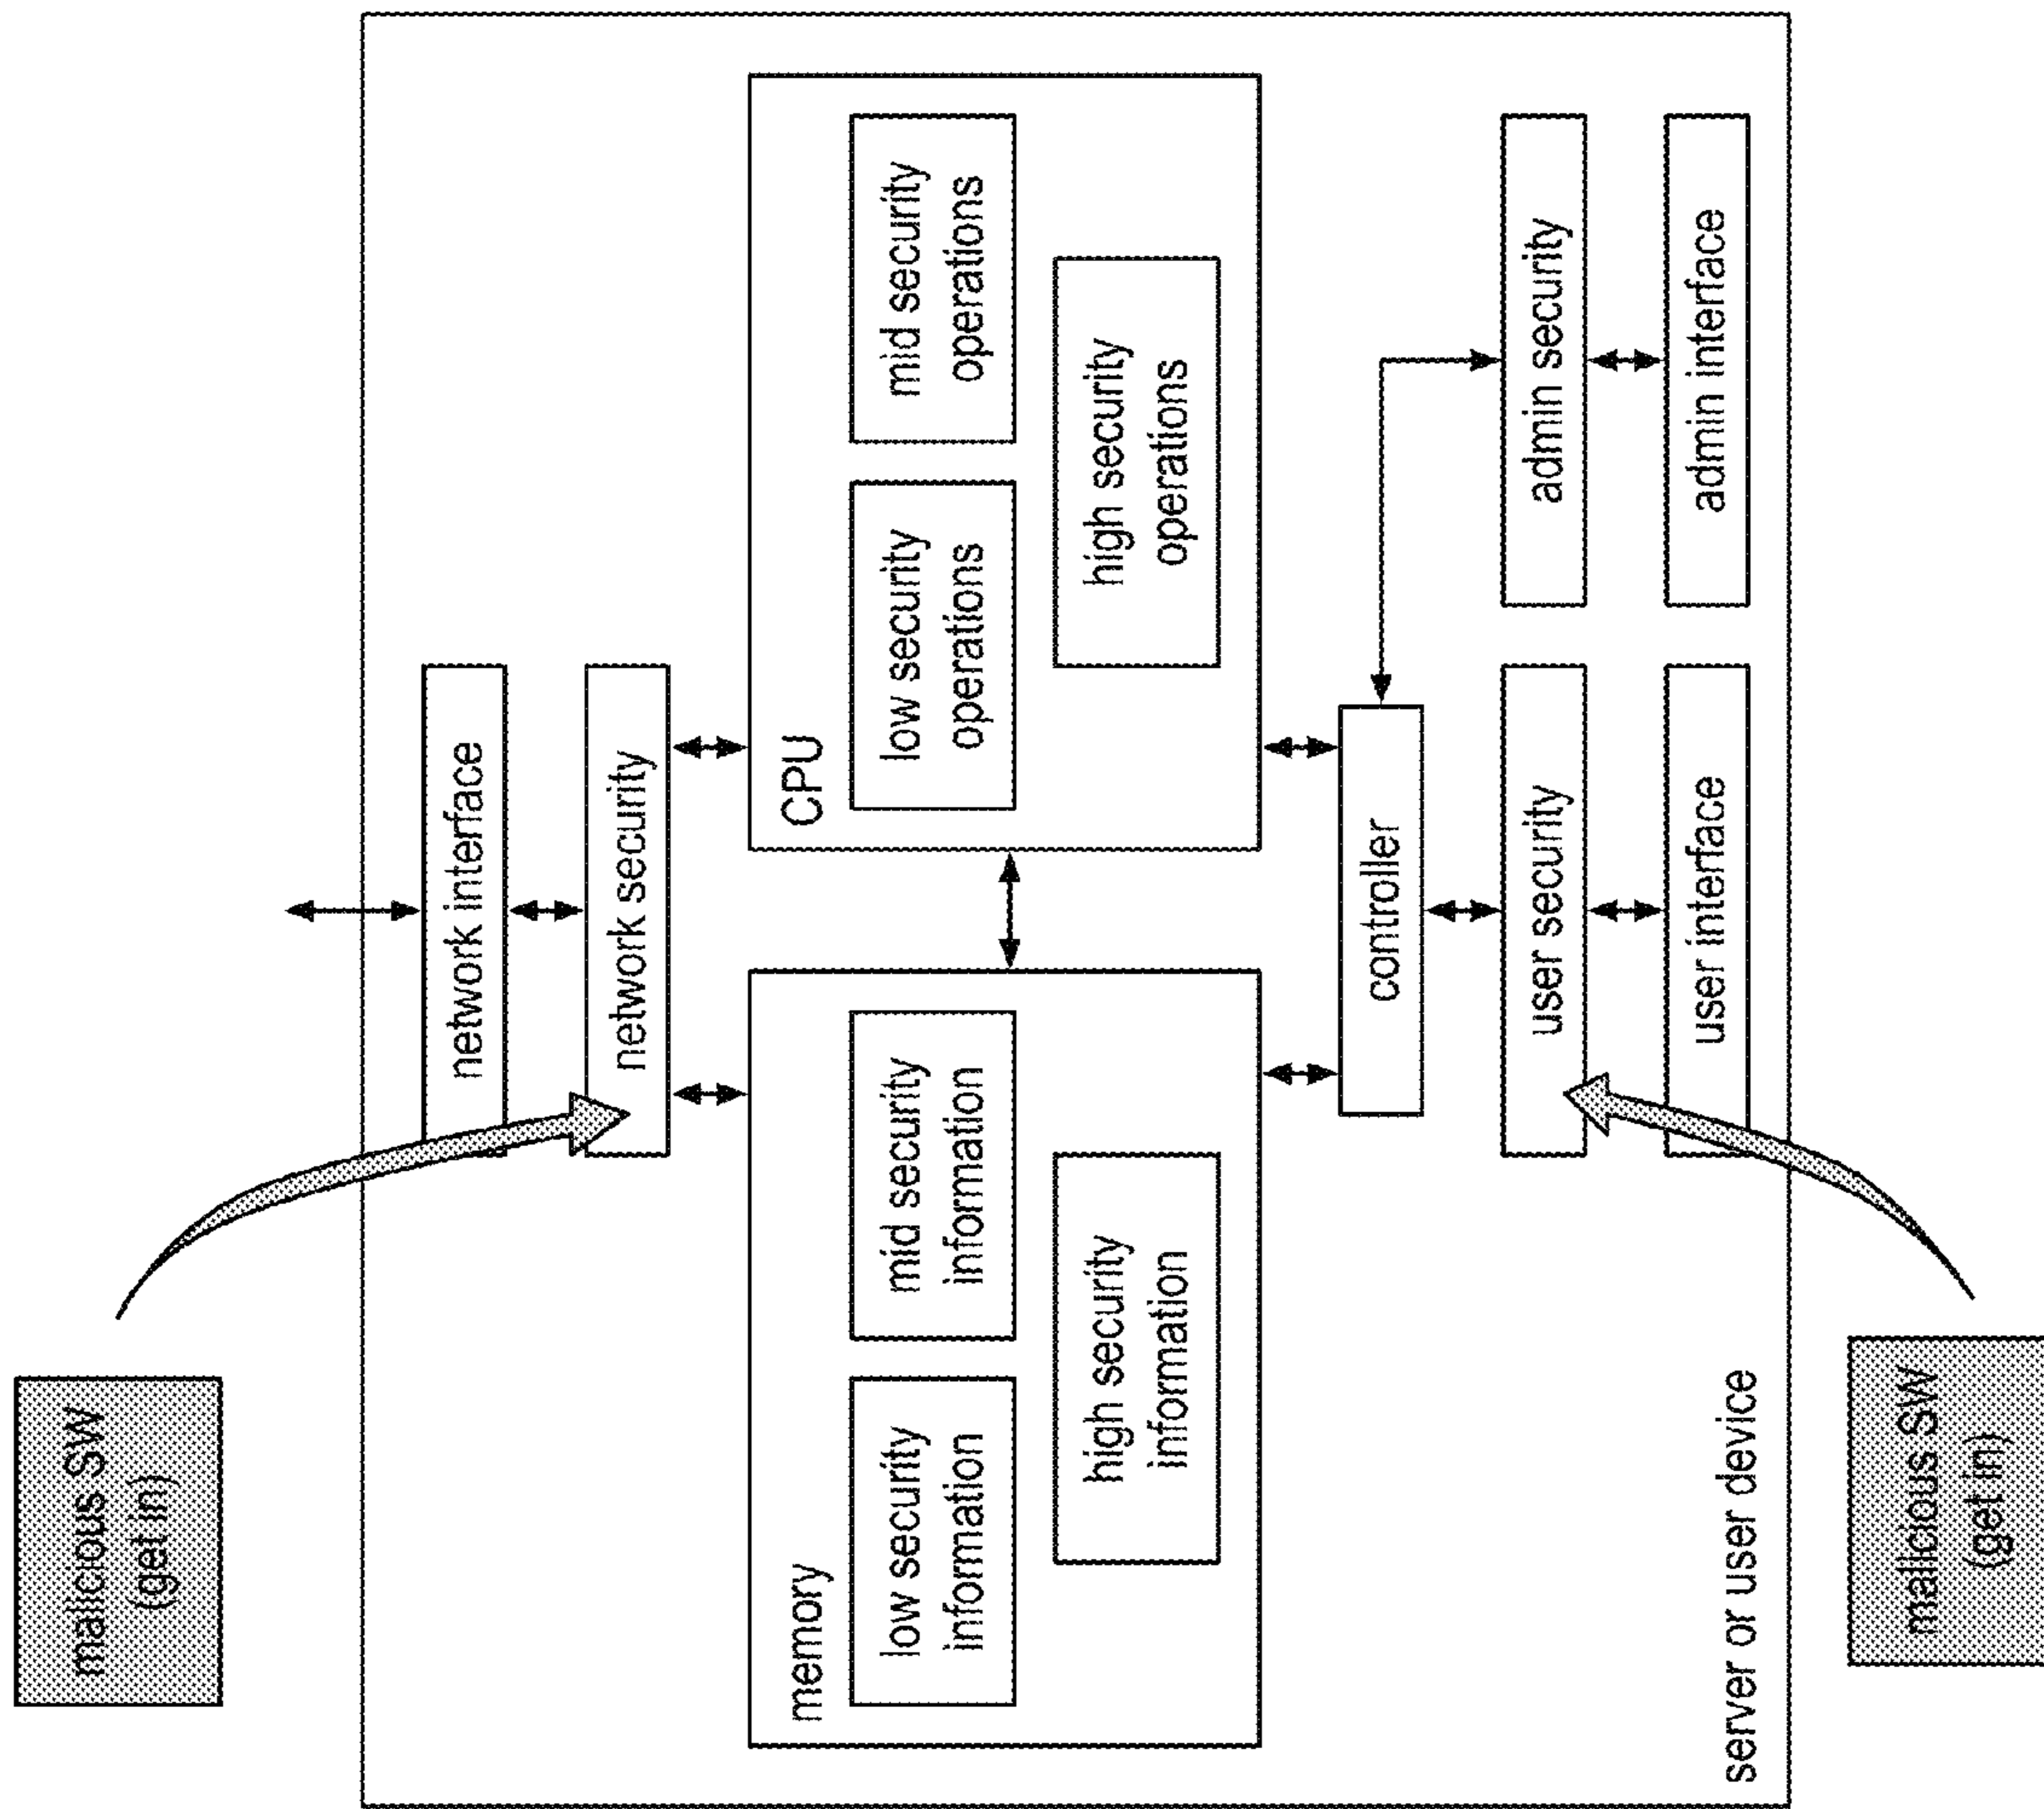 malicious SW
(get in)
network interface
network security
memory
low security
information
mid security
information
high security
information
CPU
low security
operations
mid security
operations
high security
operations
controller
user security
admin security
user interface
admin interface
server or user device
malicious SW
(get in)